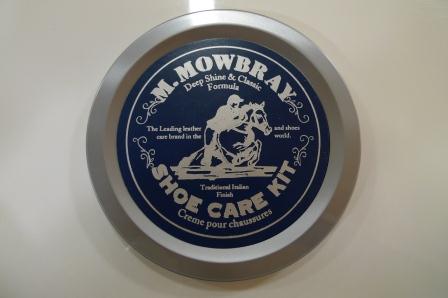 M. MOWBRAY
Deep Shine & Classic
Formula
The Leading leather
care brand in the
and shoes
world.
Traditional Italian
Finish
SHOE CARE KIT
Creme pour chaussures